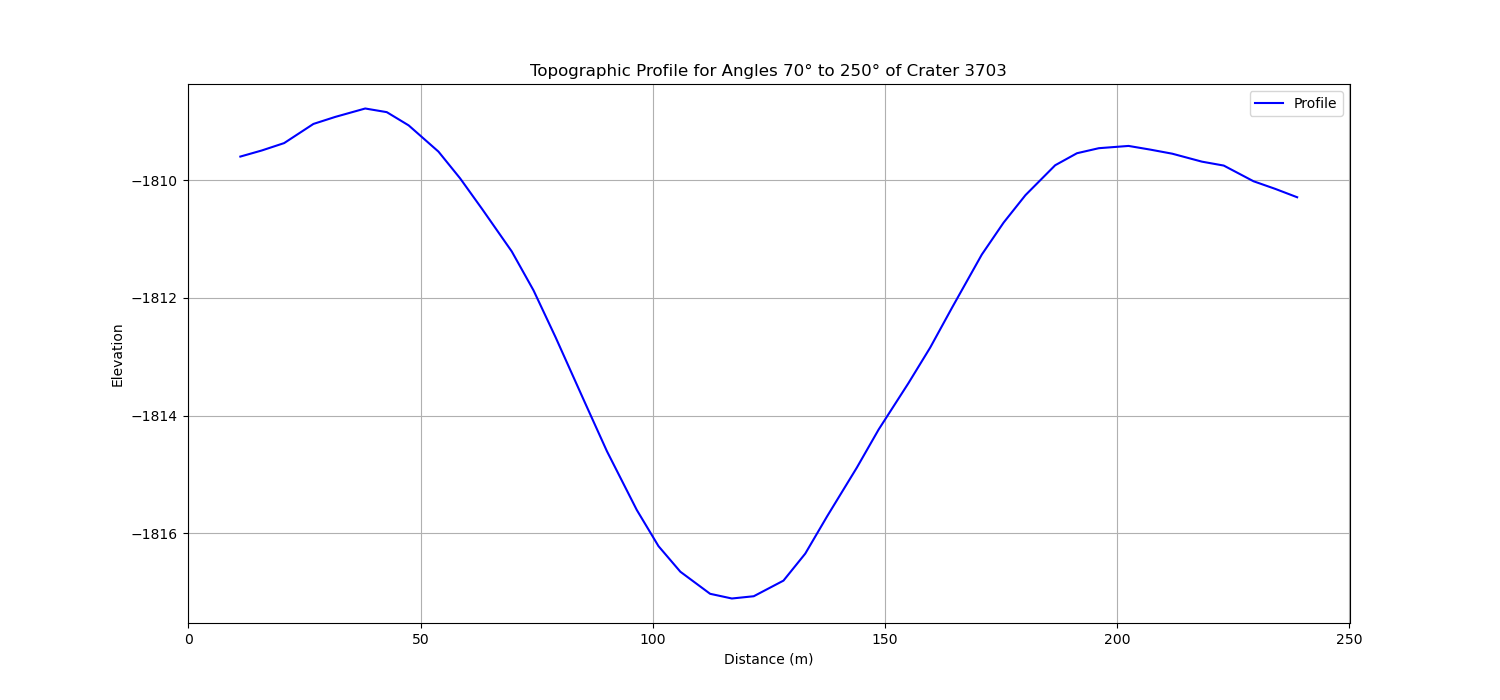 Topographic Profile for Angles 70° to 250° of Crater 3703
Profile
−1810
−1812
−1814
−1816
Elevation
0 50 100 150 200 250
Distance (m)